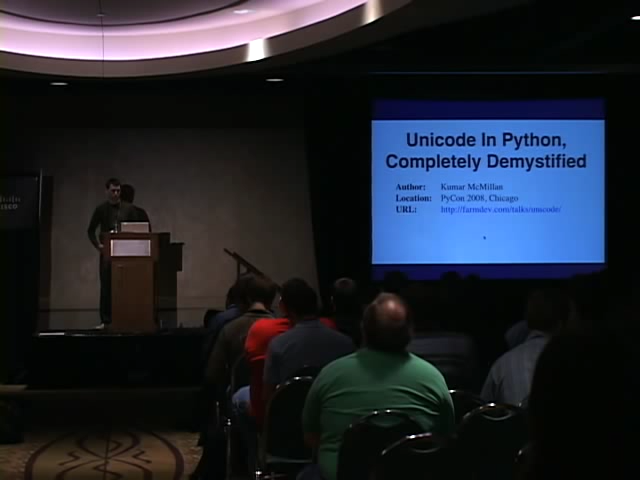 Unicode In Python,
Completely Demystified
Author: Kumar McMillan
Location: PyCon 2008, Chicago
URL: http://farmdev.com/talks/unicode/